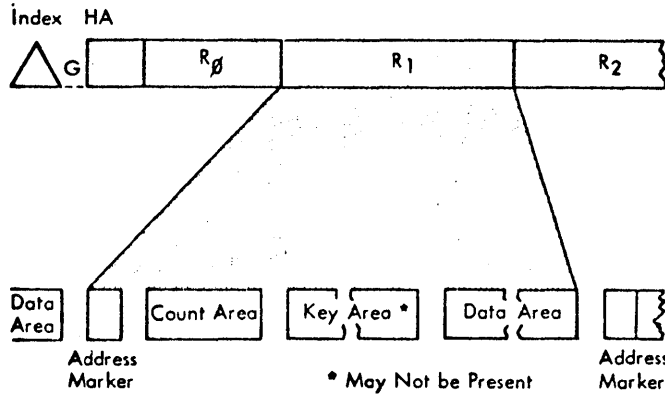 Index HA
G
R0 R1 R2
Data Area
Count Area
Key Area *
Data Area
Address Marker
Address Marker
* May Not be Present